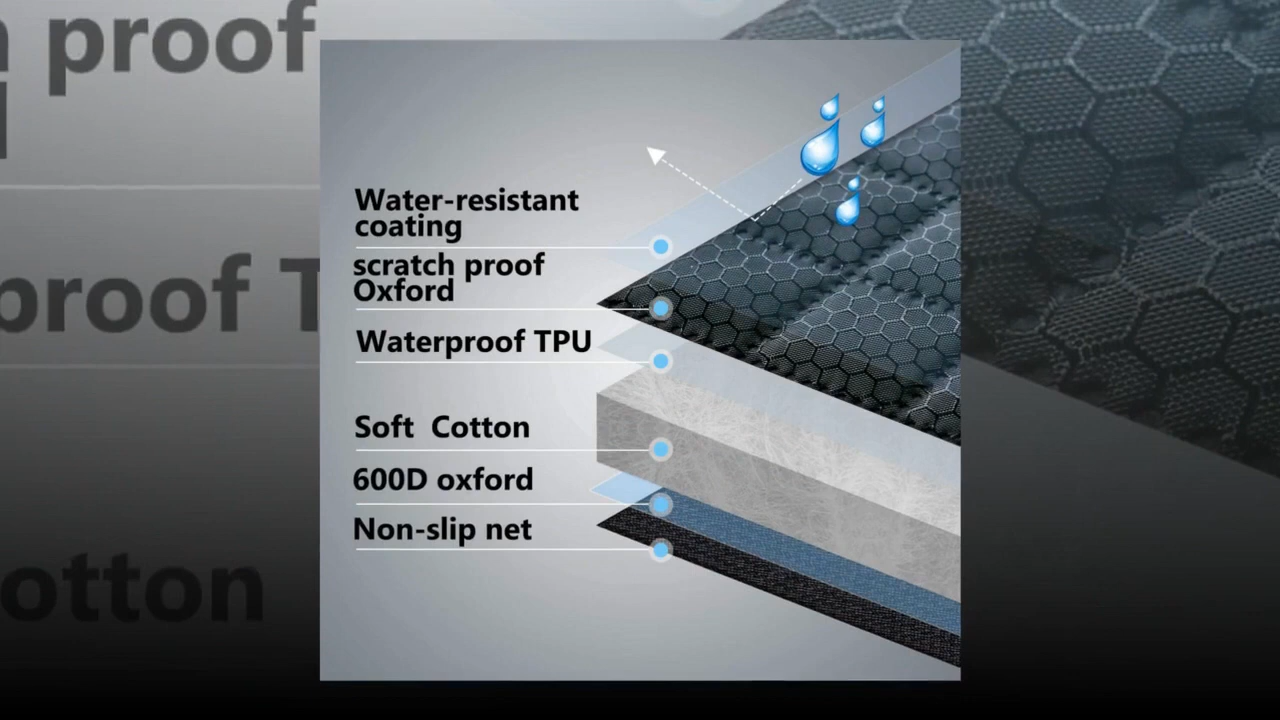 Water-resistant
coating
scratch proof
Oxford
Waterproof TPU
Soft Cotton
600D oxford
Non-slip net
proof
proof T
otton